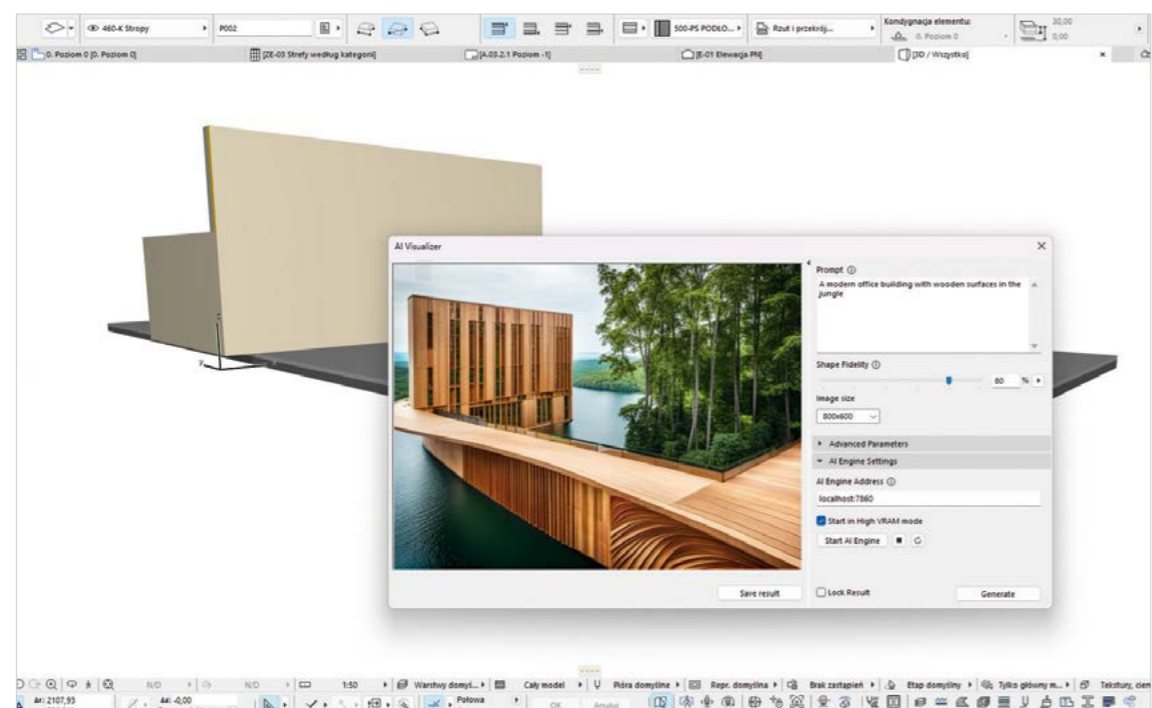 460-K Stropy
P002
500-PS PODŁO...
Rzut i przekrój...
Kondygnacja elementu:
0. Poziom 0
30,00
0,00
0. Poziom 0 [0. Poziom 0]
[ZE-03 Strefy według kategorii]
[A.03.2.1 Poziom -1]
[E-01 Elewacja PN]
[3D / Wszystko]
AI Visualizer
Prompt
A modern office building with wooden surfaces in the
jungle
Shape Fidelity
60 %
Image size
800x600
Advanced Parameters
AI Engine Settings
AI Engine Address
localhost:7860
Start in High VRAM mode
Start AI Engine
Save result
Lock Result
Generate
N/D
N/D
1:50
Warstwy domyś...
Cały model
Pióra domyślne
Repr. domyślna
Brak zastąpień
Etap domyślny
Tylko główny m...
Tekstury, cien
Δr: 2107,93
Δz: -0,00
Połowa
OK
Anuluj